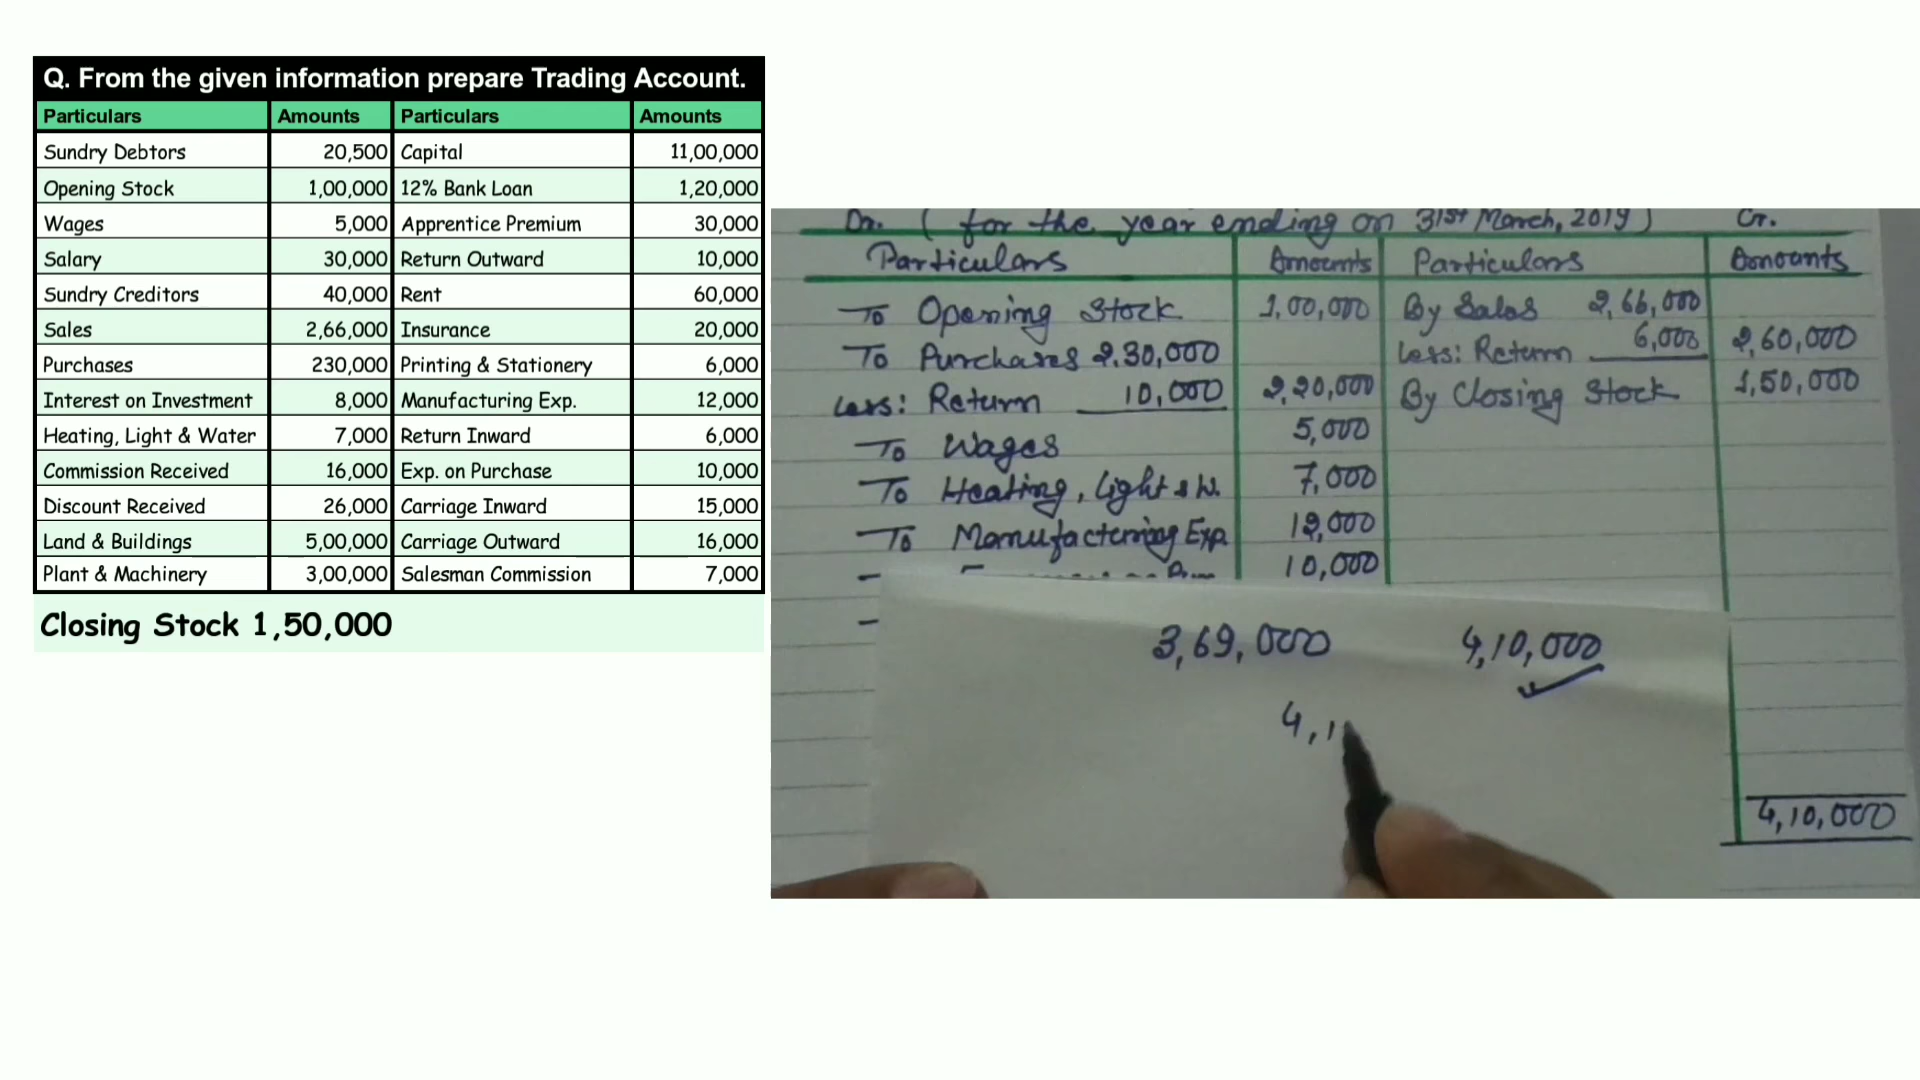 Q. From the given information prepare Trading Account.
Particulars Amounts Particulars Amounts
Sundry Debtors 20,500 Capital 11,00,000
Opening Stock 1,00,000 12% Bank Loan 1,20,000
Wages 5,000 Apprentice Premium 30,000
Salary 30,000 Return Outward 10,000
Sundry Creditors 40,000 Rent 60,000
Sales 2,66,000 Insurance 20,000
Purchases 230,000 Printing & Stationery 6,000
Interest on Investment 8,000 Manufacturing Exp. 12,000
Heating, Light & Water 7,000 Return Inward 6,000
Commission Received 16,000 Exp. on Purchase 10,000
Discount Received 26,000 Carriage Inward 15,000
Land & Buildings 5,00,000 Carriage Outward 16,000
Plant & Machinery 3,00,000 Salesman Commission 7,000
Closing Stock 1,50,000
Dr. (for the year ending on 31st March, 2019) Cr.
Particulars Amounts Particulars Amounts
To Opening Stock 1,00,000 By Sales 2,66,000
To Purchases 2,30,000 Less: Return 6,000 2,60,000
Less: Return 10,000 2,20,000 By Closing Stock 1,50,000
To Wages 5,000
To Heating, light & W. 7,000
To Manufacturing Exp. 12,000
10,000
3,69,000 4,10,000
4,1
4,10,000